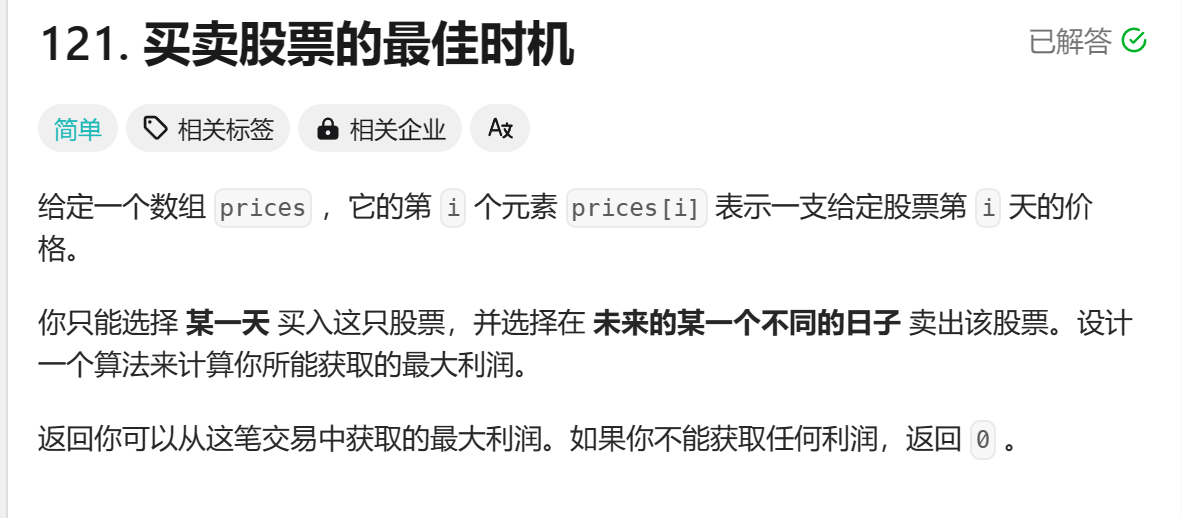 121. 买卖股票的最佳时机
已解答
简单 相关标签 相关企业
给定一个数组 prices ，它的第 i 个元素 prices[i] 表示一支给定股票第 i 天的价
格。
你只能选择 某一天 买入这只股票，并选择在 未来的某一个不同的日子 卖出该股票。设计
一个算法来计算你所能获取的最大利润。
返回你可以从这笔交易中获取的最大利润。如果你不能获取任何利润，返回 0 。